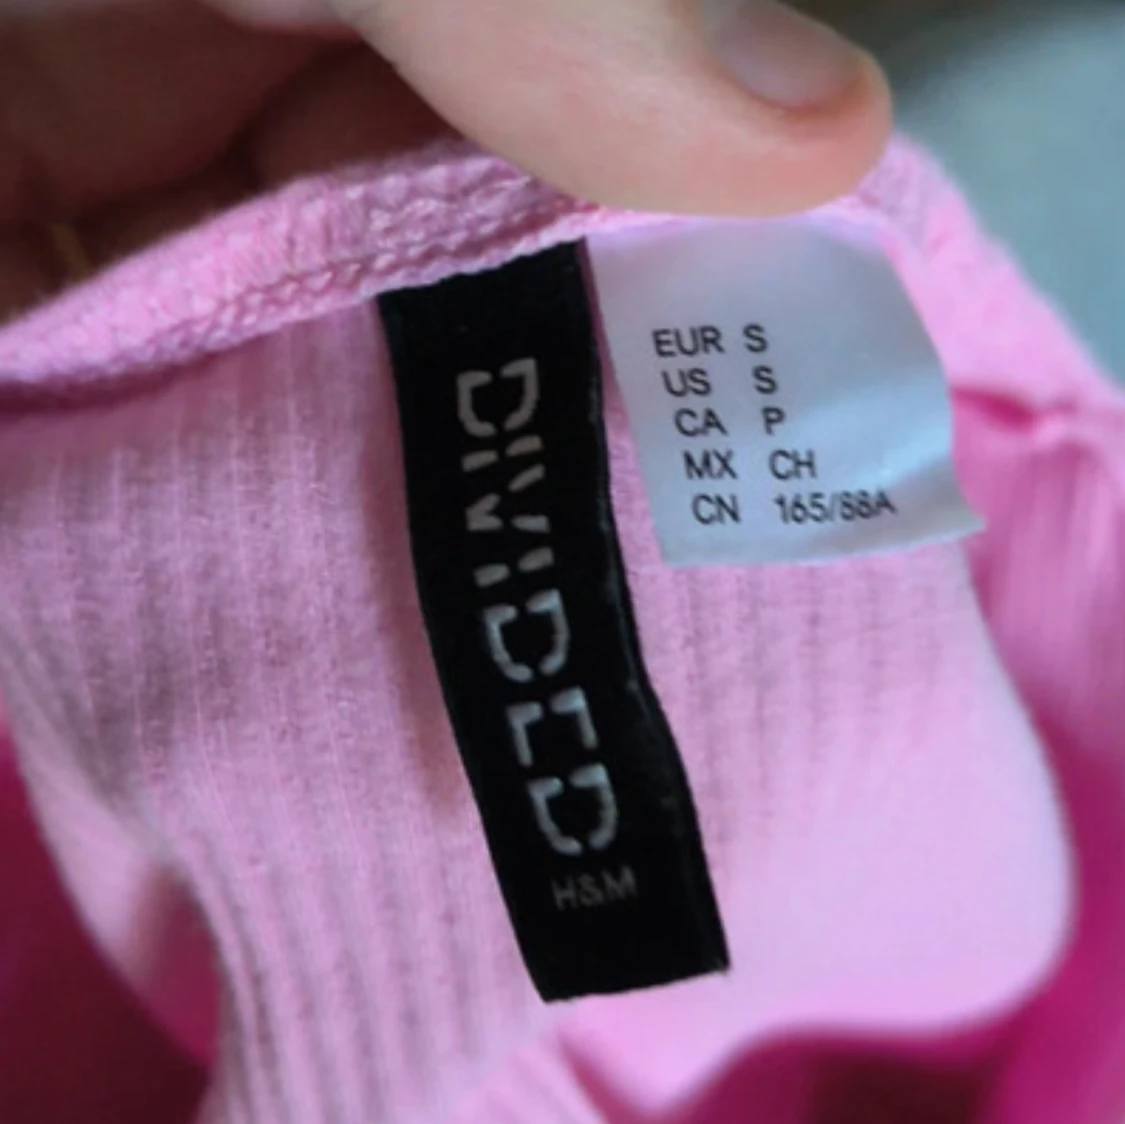 DIVIDED
H&M
EUR S
US S
CA P
MX CH
CN 165/88A